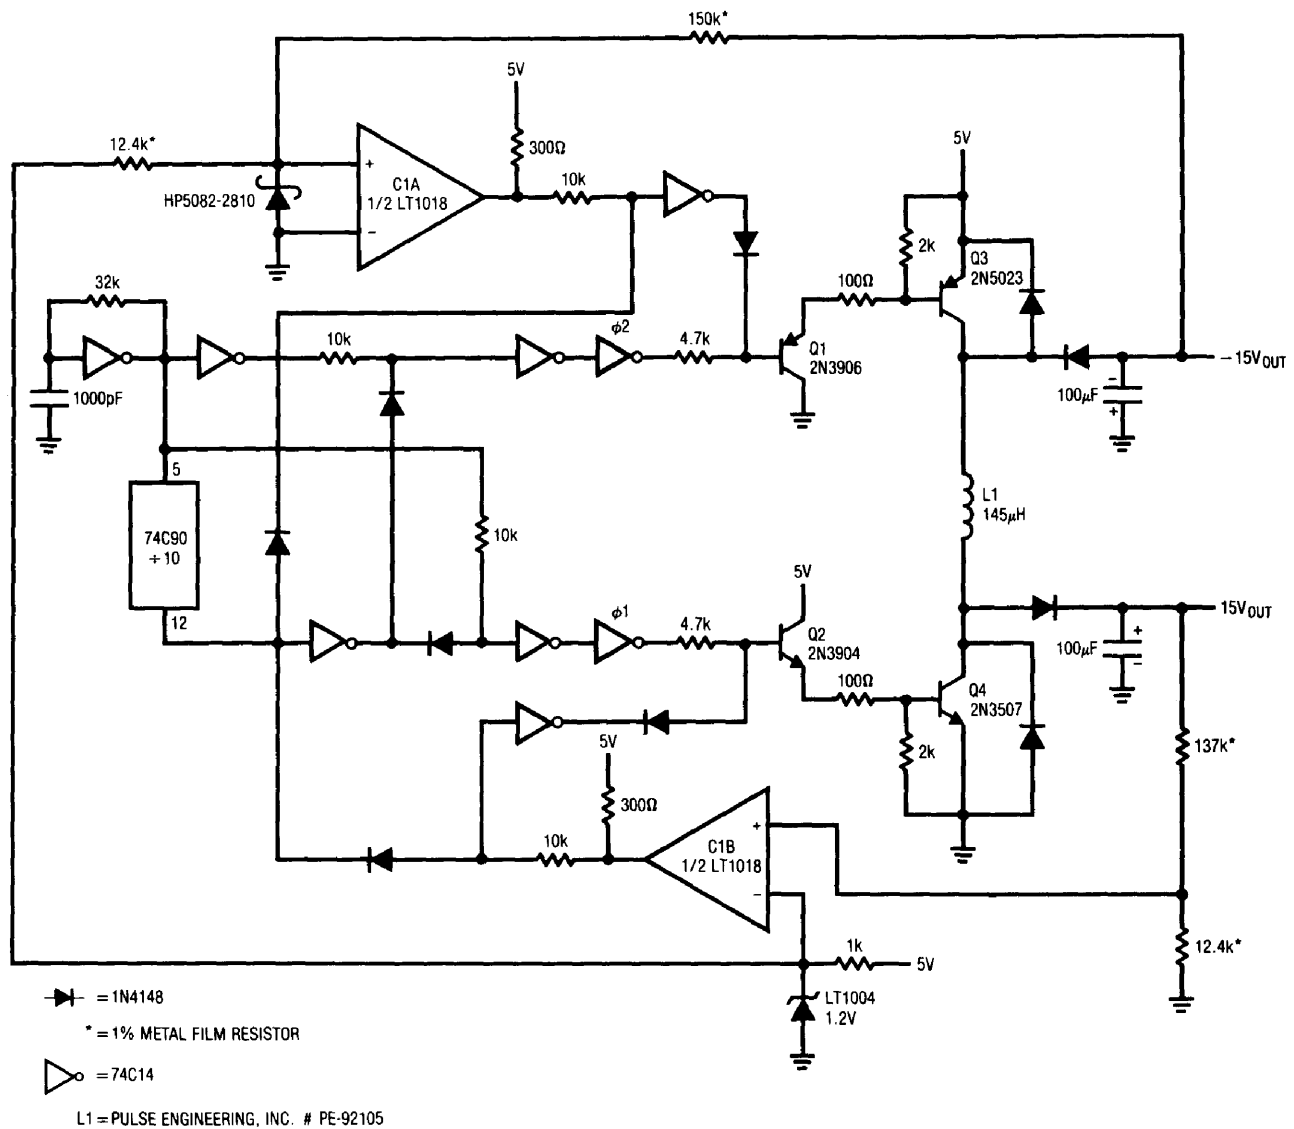 150k*
5V
12.4k*
300Ω
+
C1A
1/2 LT1018
−
10k
HP5082-2810
5V
2k
Q3
2N5023
100Ω
32k
10k
φ2
4.7k
Q1
2N3906
1000pF
−15VOUT
−
100µF
+
5
74C90
÷10
12
10k
L1
145µH
5V
φ1
4.7k
Q2
2N3904
15VOUT
+
100µF
−
100Ω
Q4
2N3507
2k
5V
300Ω
137k*
10k
C1B
1/2 LT1018
+
−
1k
5V
12.4k*
LT1004
1.2V
= 1N4148
* = 1% METAL FILM RESISTOR
= 74C14
L1 = PULSE ENGINEERING, INC. # PE-92105